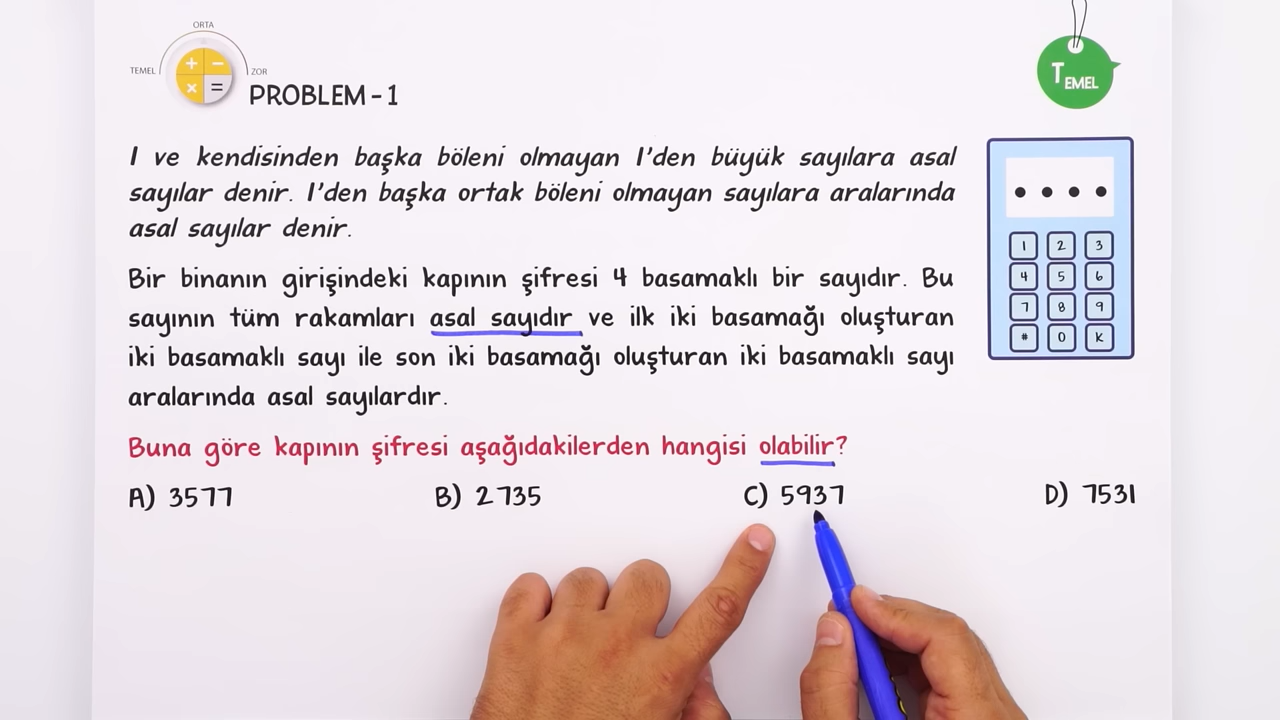 ORTA
TEMEL
ZOR
+ −
× =
PROBLEM - 1
TEMEL
1 ve kendisinden başka böleni olmayan 1'den büyük sayılara asal
sayılar denir. 1'den başka ortak böleni olmayan sayılara aralarında
asal sayılar denir.
Bir binanın girişindeki kapının şifresi 4 basamaklı bir sayıdır. Bu
sayının tüm rakamları asal sayıdır ve ilk iki basamağı oluşturan
iki basamaklı sayı ile son iki basamağı oluşturan iki basamaklı sayı
aralarında asal sayılardır.
1 2 3
4 5 6
7 8 9
* 0 K
Buna göre kapının şifresi aşağıdakilerden hangisi olabilir?
A) 3577 B) 2735 C) 5937 D) 7531